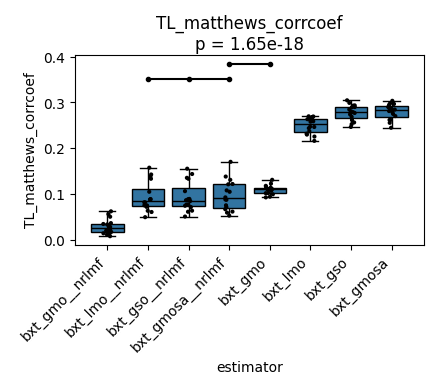 TL_matthews_corrcoef
p = 1.65e-18
TL_matthews_corrcoef
0.4
0.3
0.2
0.1
0.0
bxt_gmo__nrlmf
bxt_lmo__nrlmf
bxt_gso__nrlmf
bxt_gmosa__nrlmf
bxt_gmo
bxt_lmo
bxt_gso
bxt_gmosa
estimator